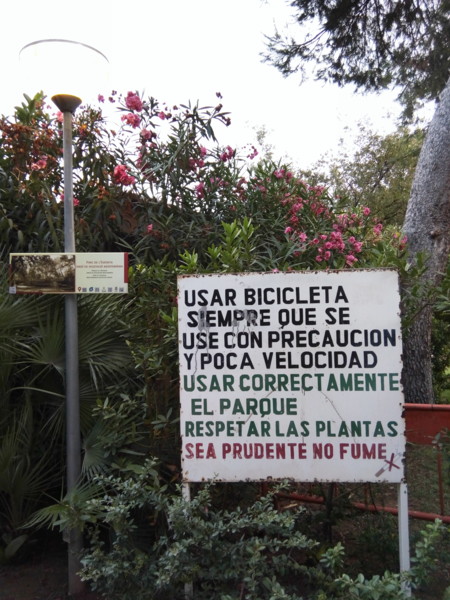 USAR BICICLETA
SIEMPRE QUE SE
USE CON PRECAUCION
Y POCA VELOCIDAD
USAR CORRECTAMENTE
EL PARQUE
RESPETAR LAS PLANTAS
SEA PRUDENTE NO FUME